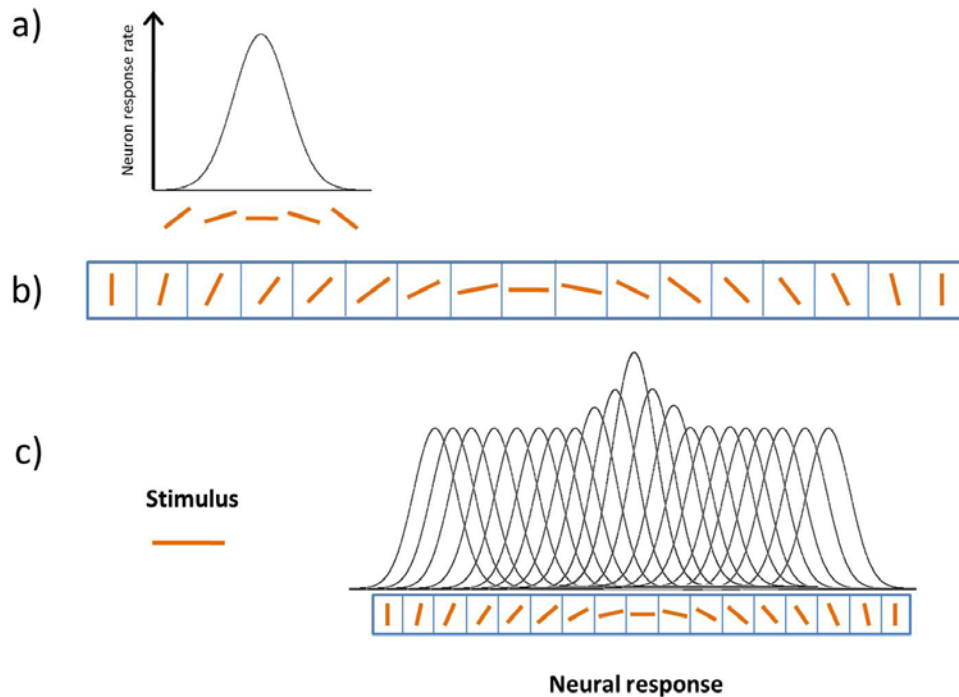 a)
Neuron response rate
b)
c)
Stimulus
Neural response